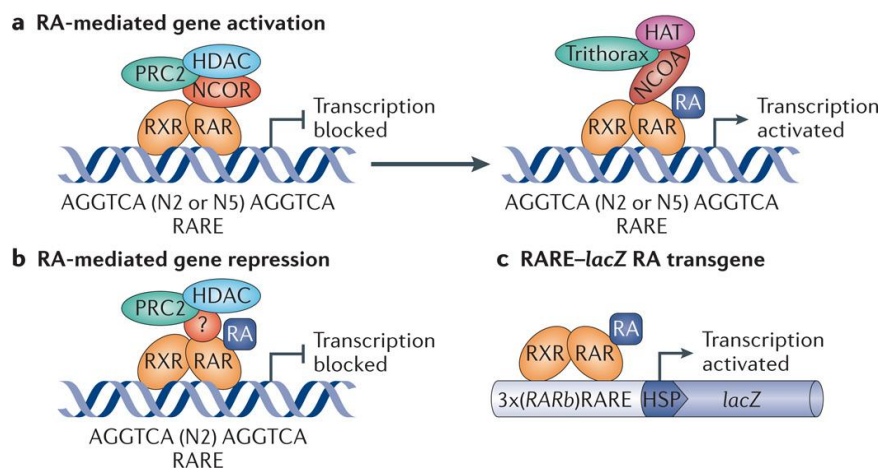 a RA-mediated gene activation
PRC2
HDAC
NCOR
RXR
RAR
Transcription
blocked
AGGTCA (N2 or N5) AGGTCA
RARE
Trithorax
HAT
NCOA
RA
RXR
RAR
Transcription
activated
AGGTCA (N2 or N5) AGGTCA
RARE
b RA-mediated gene repression
PRC2
HDAC
?
RA
RXR
RAR
Transcription
blocked
AGGTCA (N2) AGGTCA
RARE
c RARE–lacZ RA transgene
RA
RXR
RAR
Transcription
activated
3x(RARb)RARE
HSP
lacZ